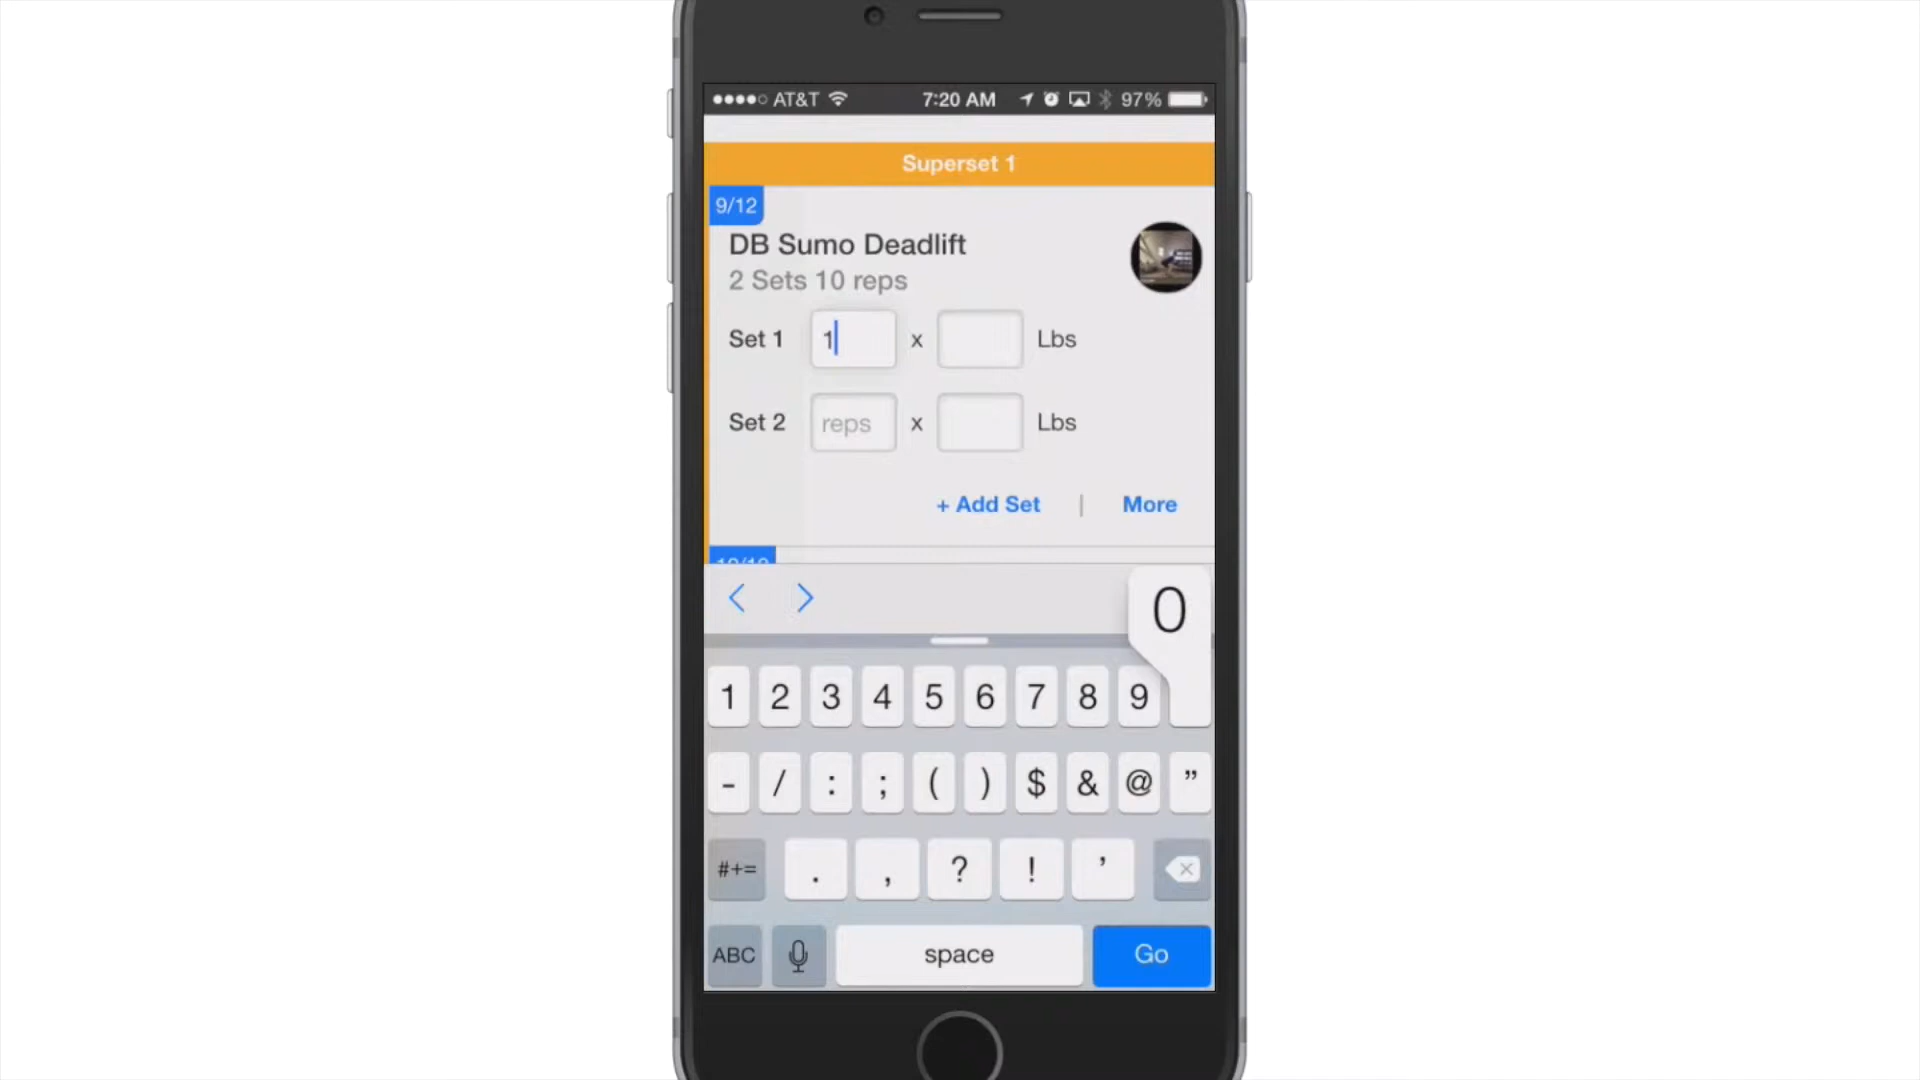 AT&T 7:20 AM 97%
Superset 1
9/12
DB Sumo Deadlift
2 Sets 10 reps
Set 1 1 x Lbs
Set 2 reps x Lbs
+ Add Set | More
0
1 2 3 4 5 6 7 8 9
- / : ; ( ) $ & @ ”
#+= . , ? ! ’
ABC space Go